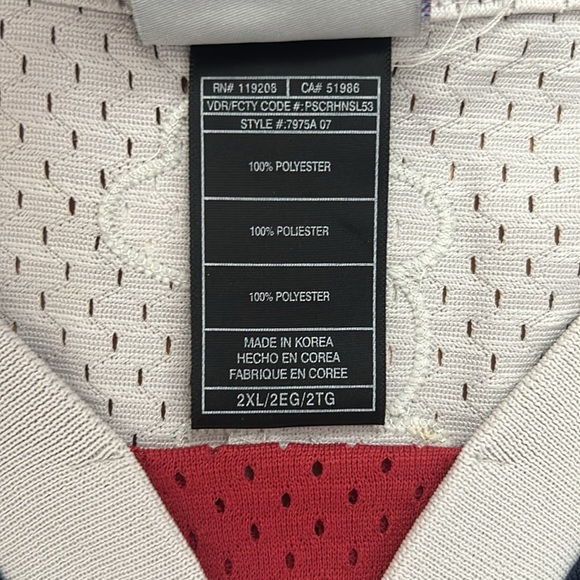 RN# 119208 CA# 51986
VDR/FCTY CODE #:PSCRHNSL53
STYLE #:7975A 07
100% POLYESTER
100% POLIESTER
100% POLYESTER
MADE IN KOREA
HECHO EN COREA
FABRIQUE EN COREE
2XL/2EG/2TG